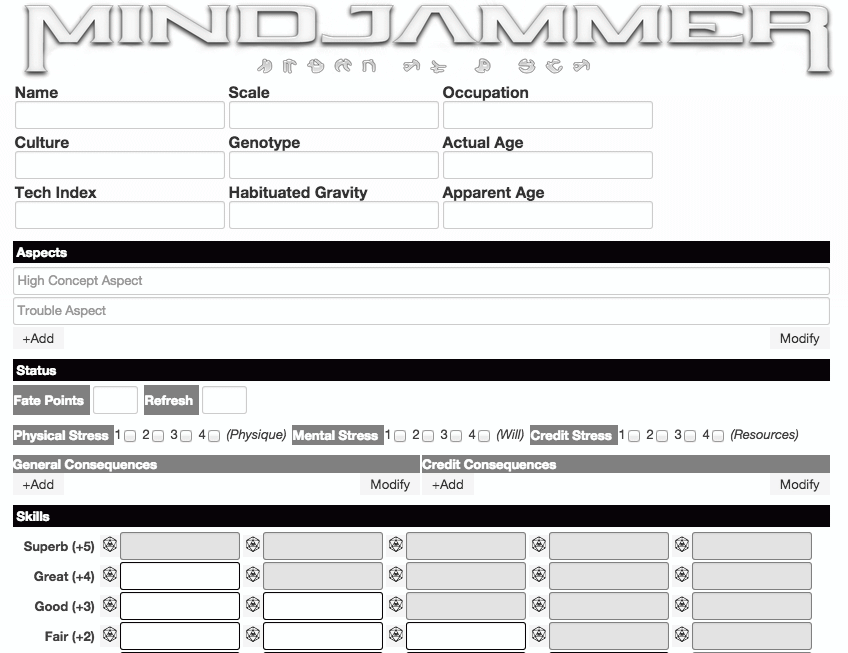 MINDJAMMER
Name Scale Occupation
Culture Genotype Actual Age
Tech Index Habituated Gravity Apparent Age
Aspects
High Concept Aspect
Trouble Aspect
+Add Modify
Status
Fate Points Refresh
Physical Stress 1 2 3 4 (Physique) Mental Stress 1 2 3 4 (Will) Credit Stress 1 2 3 4 (Resources)
General Consequences Credit Consequences
+Add Modify +Add Modify
Skills
Superb (+5)
Great (+4)
Good (+3)
Fair (+2)